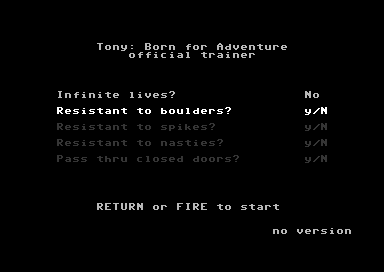 Tony: Born for Adventure
official trainer
Infinite lives? No
Resistant to boulders? y/N
Resistant to spikes? y/N
Resistant to nasties? y/N
Pass thru closed doors? y/N
RETURN or FIRE to start
no version